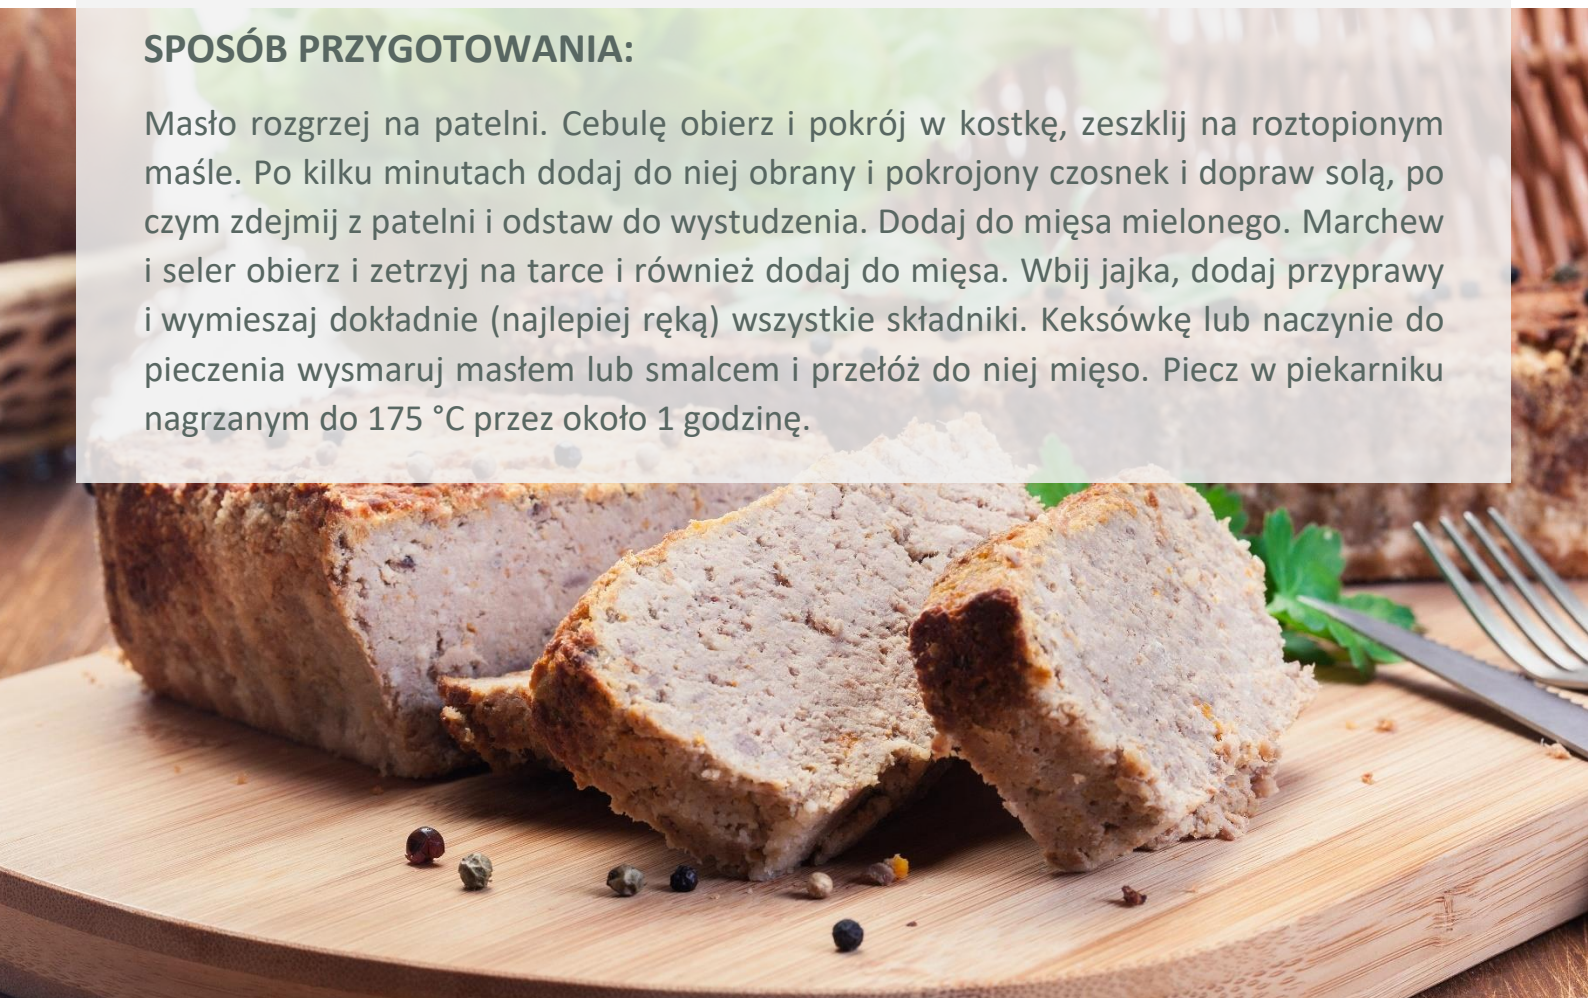 SPOSÓB PRZYGOTOWANIA:
Masło rozgrzej na patelni. Cebulę obierz i pokrój w kostkę, zeszklij na roztopionym
maśle. Po kilku minutach dodaj do niej obrany i pokrojony czosnek i dopraw solą, po
czym zdejmij z patelni i odstaw do wystudzenia. Dodaj do mięsa mielonego. Marchew
i seler obierz i zetrzyj na tarce i również dodaj do mięsa. Wbij jajka, dodaj przyprawy
i wymieszaj dokładnie (najlepiej ręką) wszystkie składniki. Keksówkę lub naczynie do
pieczenia wysmaruj masłem lub smalcem i przełóż do niej mięso. Piecz w piekarniku
nagrzanym do 175 °C przez około 1 godzinę.